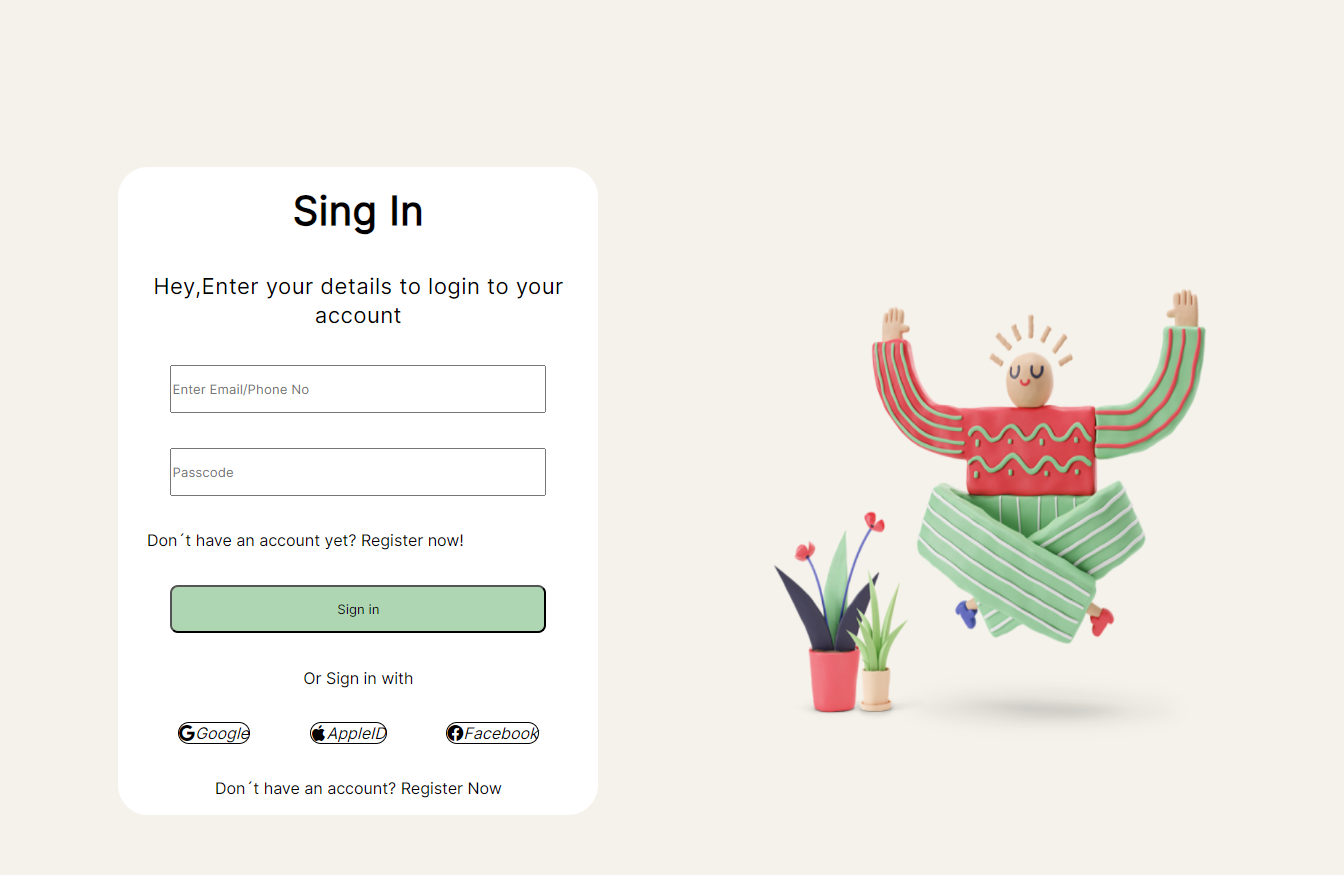 Sing In
Hey,Enter your details to login to your
account
Enter Email/Phone No
Passcode
Don´t have an account yet? Register now!
Sign in
Or Sign in with
Google AppleID Facebook
Don´t have an account? Register Now